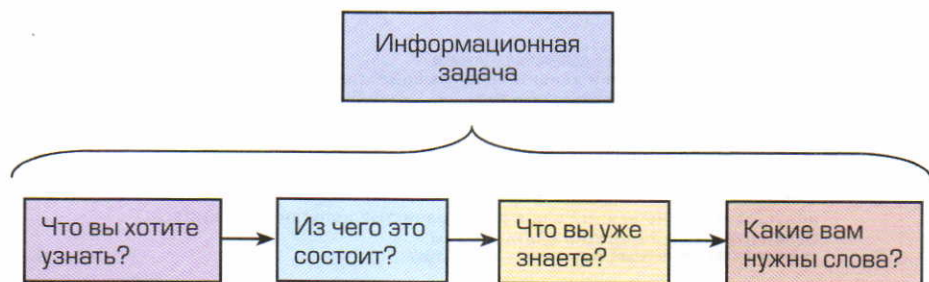 Информационная
задача
Что вы хотите
узнать?
Из чего это
состоит?
Что вы уже
знаете?
Какие вам
нужны слова?